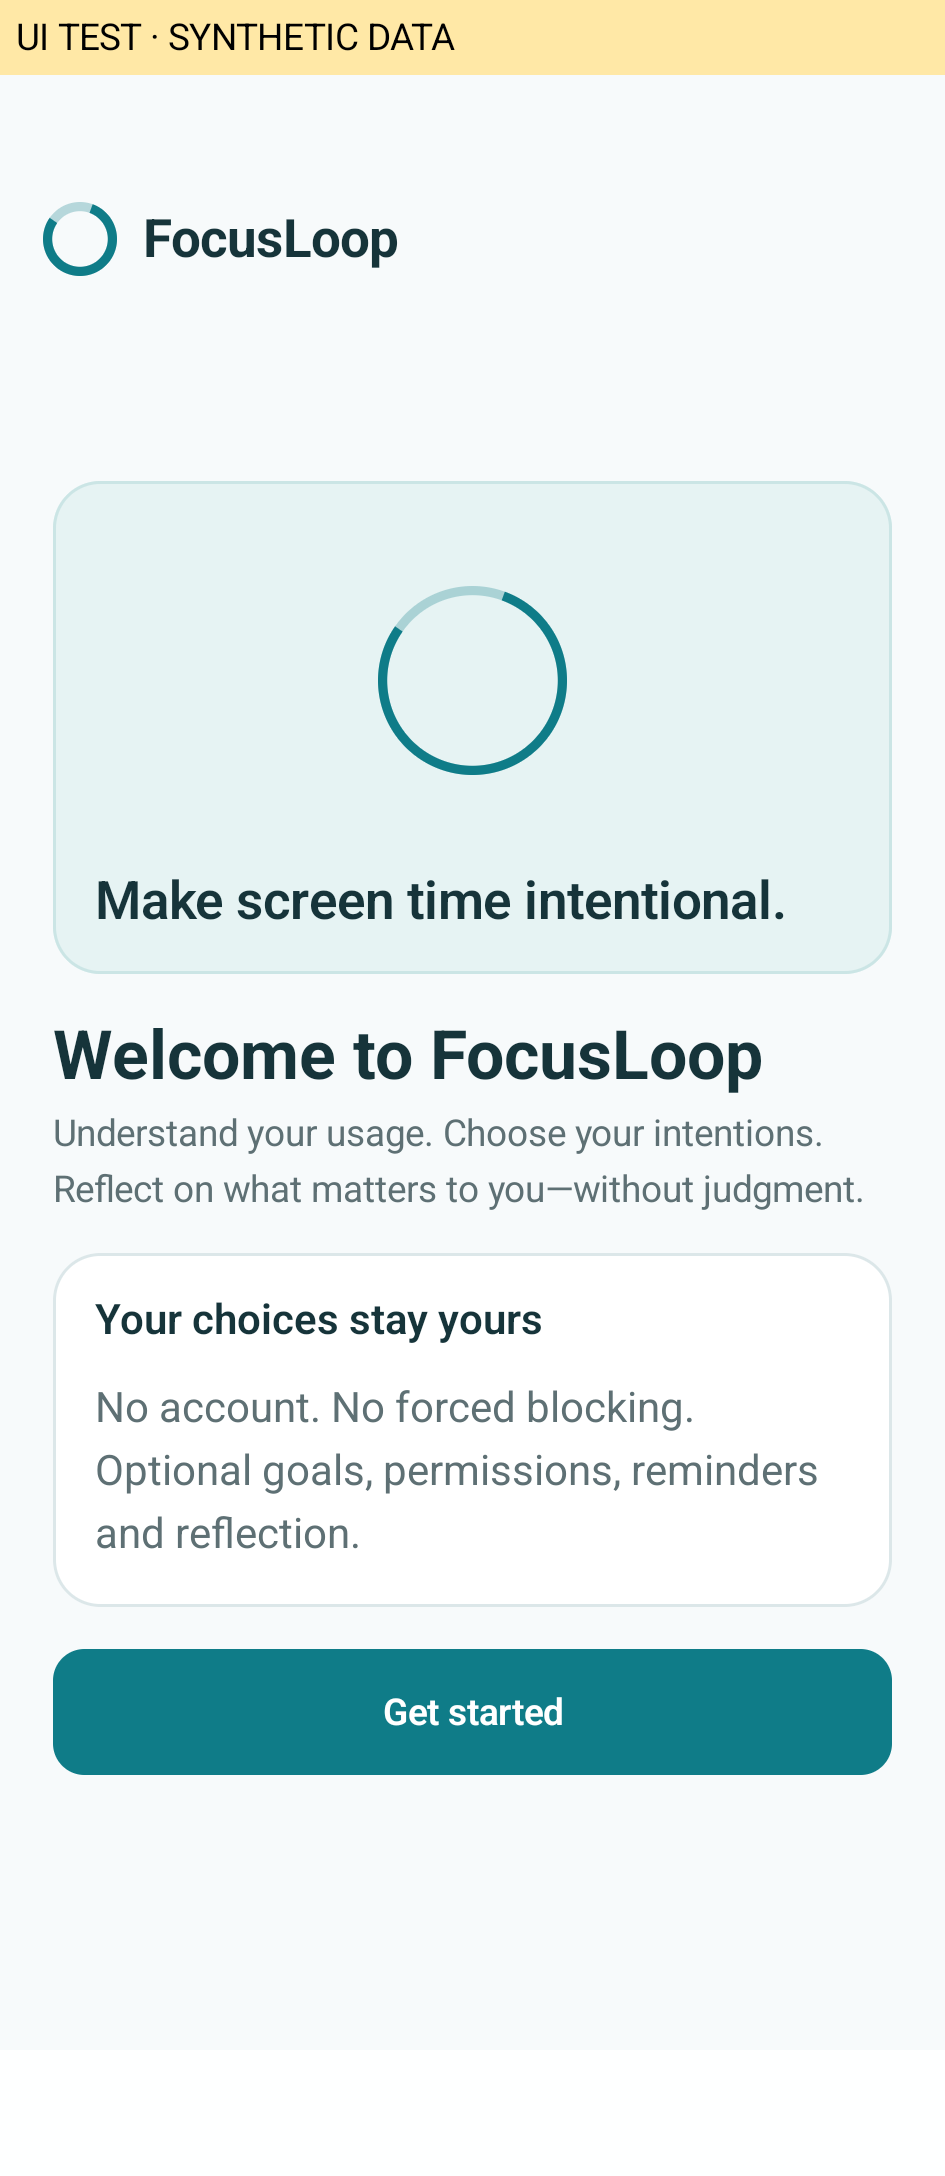 UI TEST · SYNTHETIC DATA
FocusLoop
Make screen time intentional.
Welcome to FocusLoop
Understand your usage. Choose your intentions.
Reflect on what matters to you—without judgment.
Your choices stay yours
No account. No forced blocking.
Optional goals, permissions, reminders
and reflection.
Get started